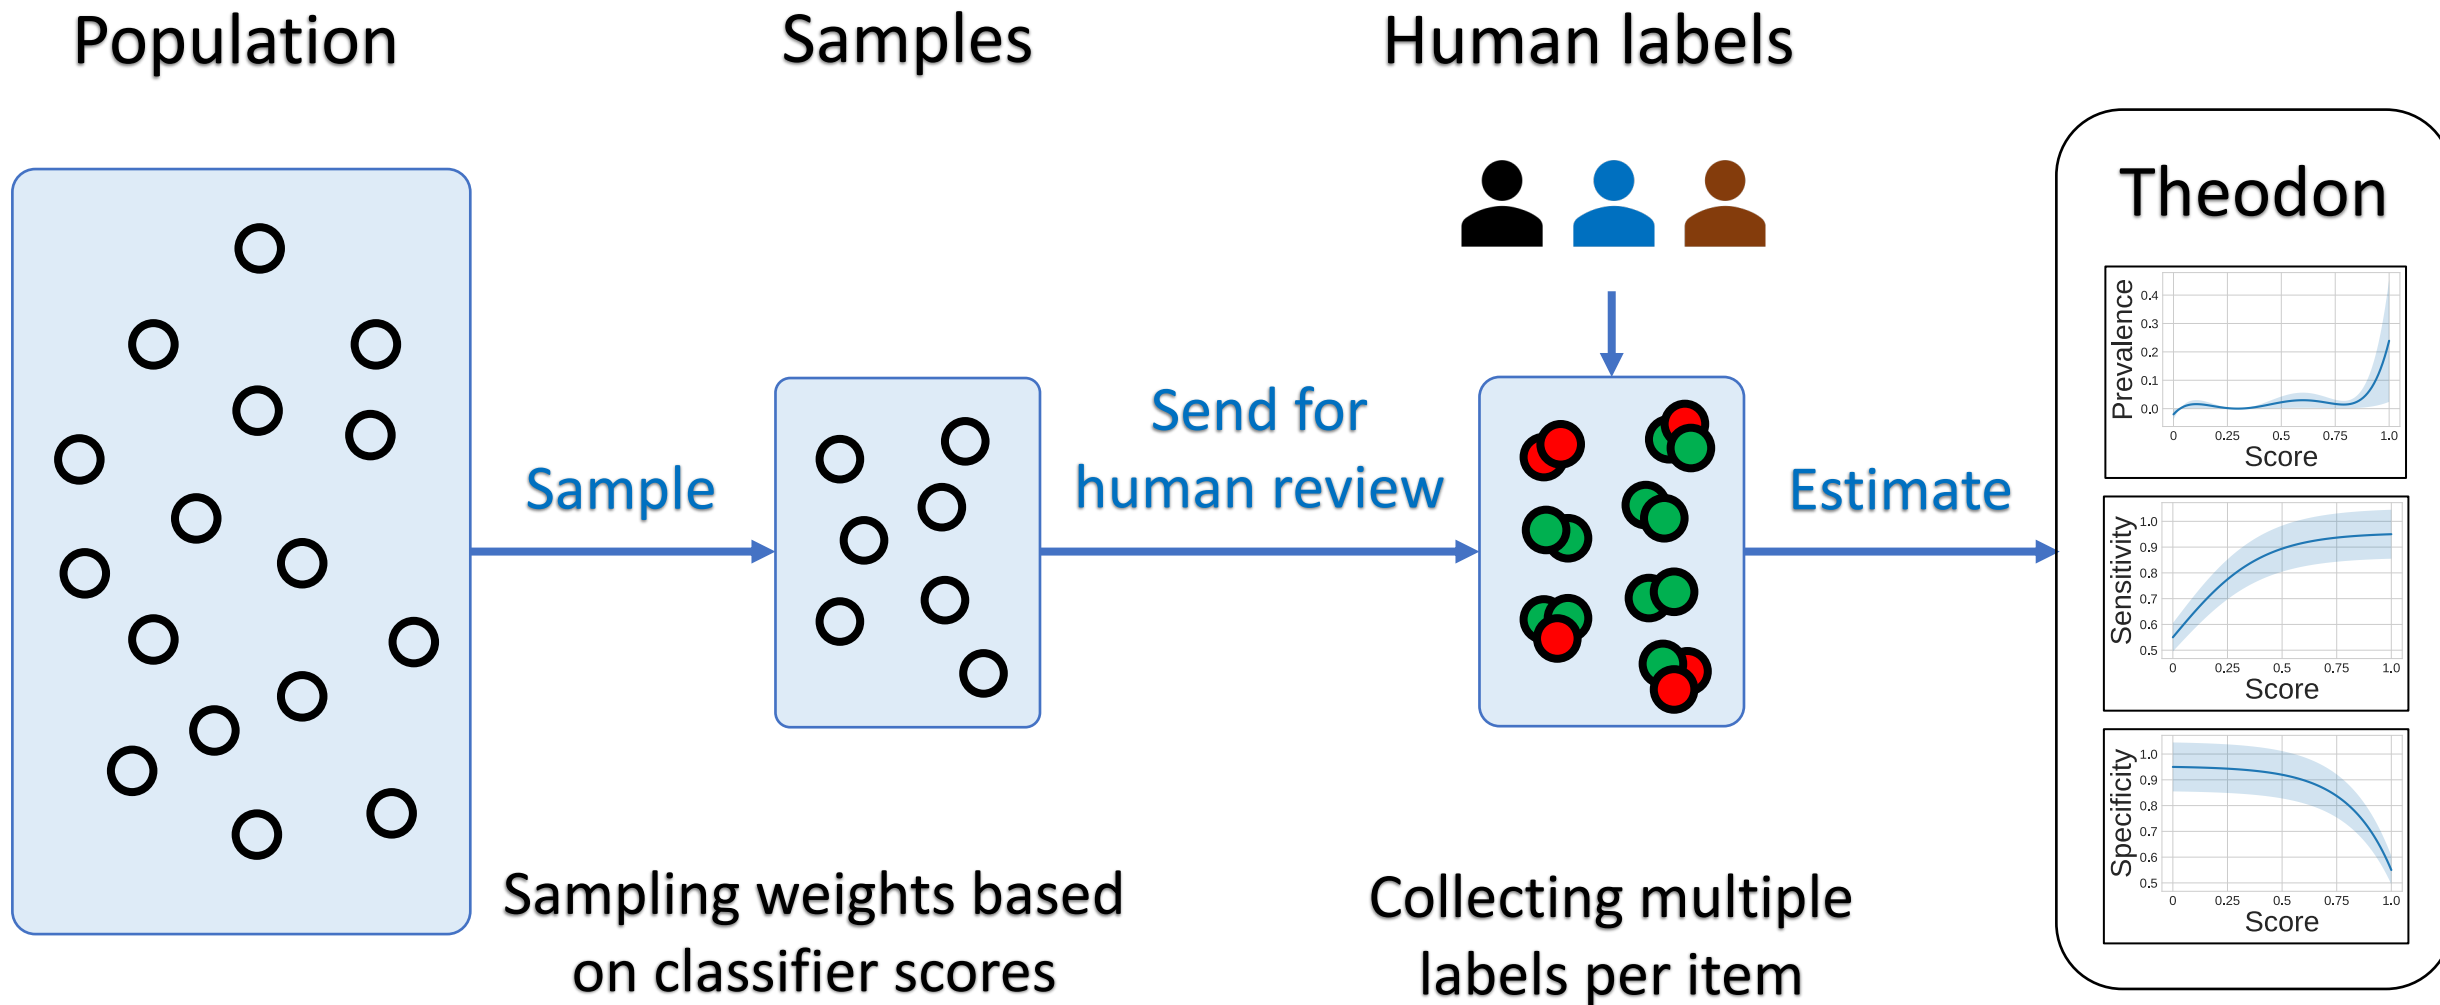 Population
Samples
Human labels
Theodon
Sample
Send for
human review
Estimate
Sampling weights based
on classifier scores
Collecting multiple
labels per item
Prevalence
0.4
0.3
0.2
0.1
0.0
0 0.25 0.5 0.75 1.0
Score
Sensitivity
1.0
0.9
0.8
0.7
0.6
0.5
0 0.25 0.5 0.75 1.0
Score
Specificity
1.0
0.9
0.8
0.7
0.6
0.5
0 0.25 0.5 0.75 1.0
Score